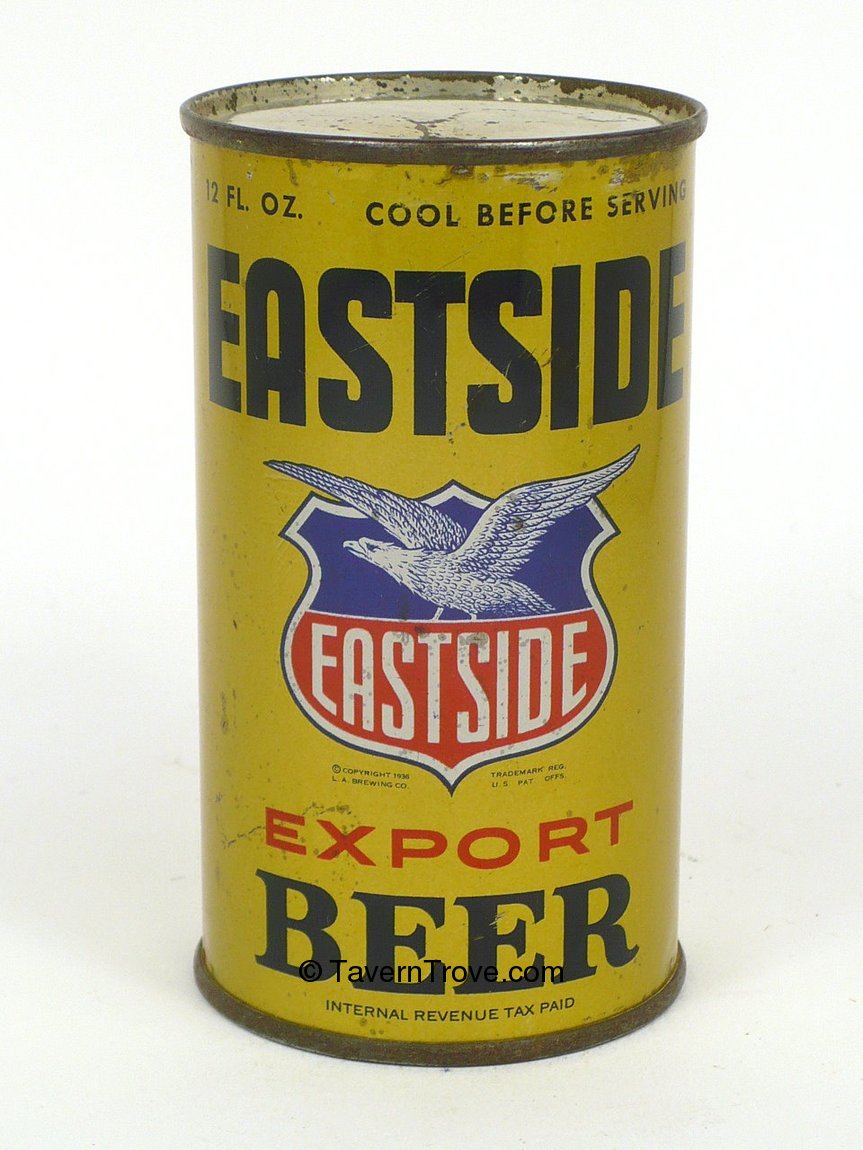 12 FL. OZ. COOL BEFORE SERVING
EASTSIDE
EASTSIDE
© COPYRIGHT 1936 TRADEMARK REG.
L.A. BREWING CO. U.S. PAT OFFS.
EXPORT
BEER
© TavernTrove.com
INTERNAL REVENUE TAX PAID